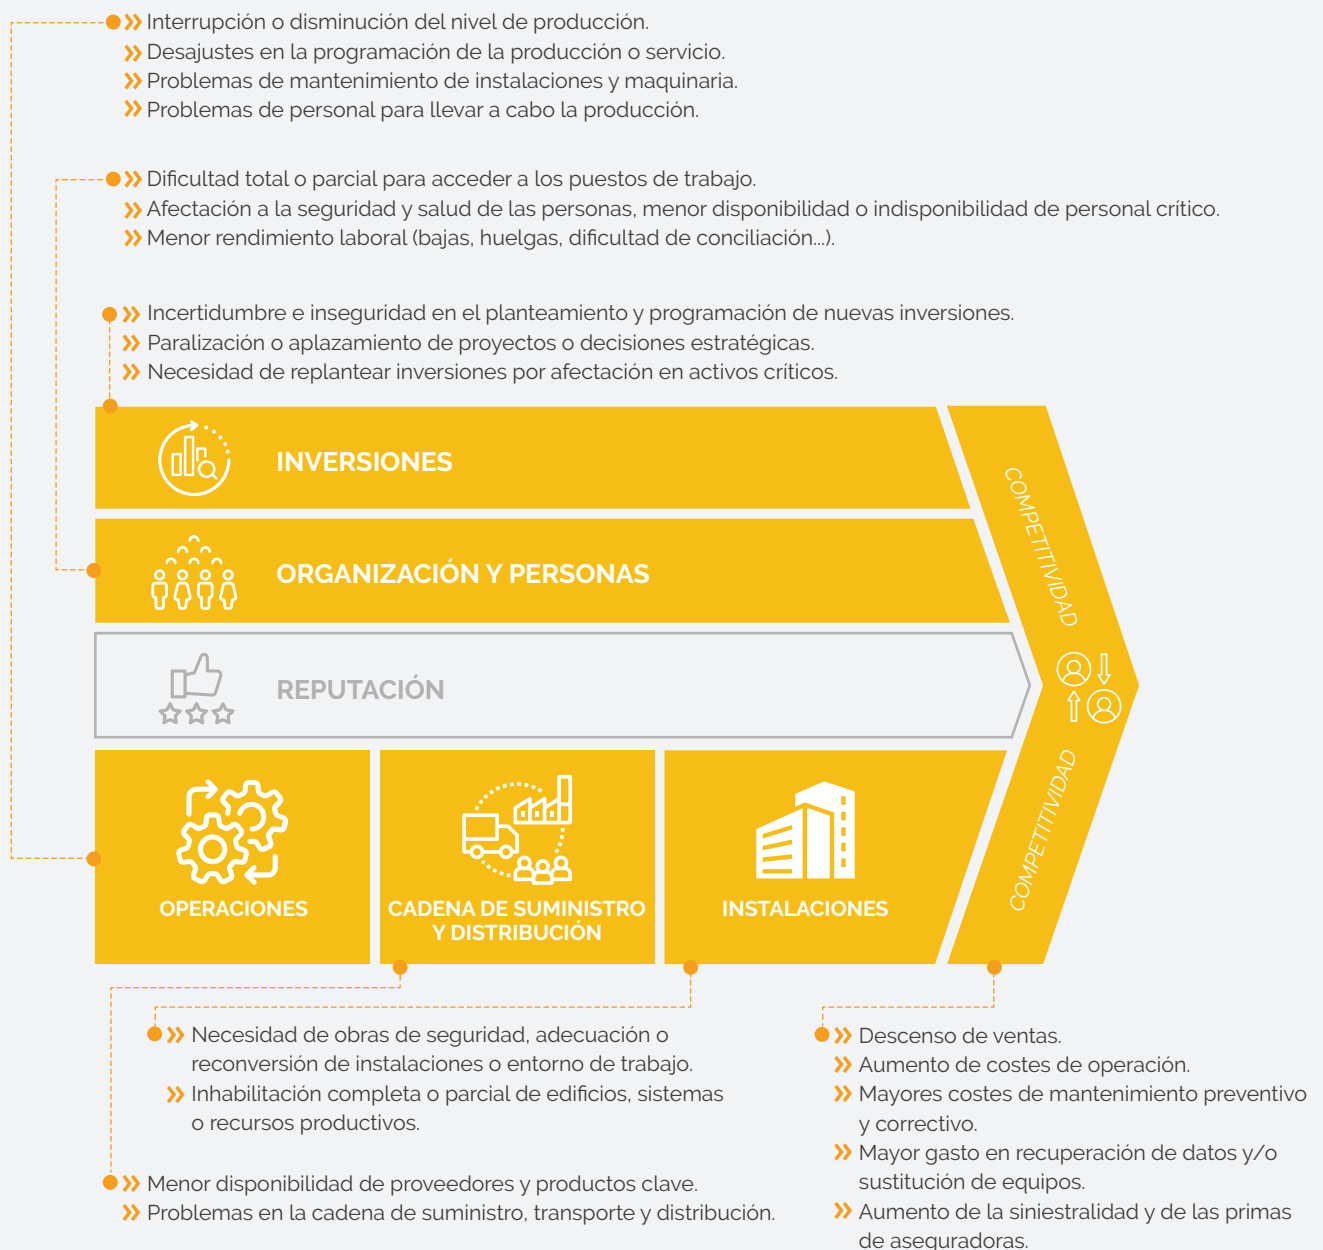 Interrupción o disminución del nivel de producción.
Desajustes en la programación de la producción o servicio.
Problemas de mantenimiento de instalaciones y maquinaria.
Problemas de personal para llevar a cabo la producción.
Dificultad total o parcial para acceder a los puestos de trabajo.
Afectación a la seguridad y salud de las personas, menor disponibilidad o indisponibilidad de personal crítico.
Menor rendimiento laboral (bajas, huelgas, dificultad de conciliación...).
Incertidumbre e inseguridad en el planteamiento y programación de nuevas inversiones.
Paralización o aplazamiento de proyectos o decisiones estratégicas.
Necesidad de replantear inversiones por afectación en activos críticos.
INVERSIONES
ORGANIZACIÓN Y PERSONAS
REPUTACIÓN
COMPETITIVIDAD
COMPETITIVIDAD
OPERACIONES
CADENA DE SUMINISTRO
Y DISTRIBUCIÓN
INSTALACIONES
Necesidad de obras de seguridad, adecuación o
reconversión de instalaciones o entorno de trabajo.
Inhabilitación completa o parcial de edificios, sistemas
o recursos productivos.
Menor disponibilidad de proveedores y productos clave.
Problemas en la cadena de suministro, transporte y distribución.
Descenso de ventas.
Aumento de costes de operación.
Mayores costes de mantenimiento preventivo
y correctivo.
Mayor gasto en recuperación de datos y/o
sustitución de equipos.
Aumento de la siniestralidad y de las primas
de aseguradoras.